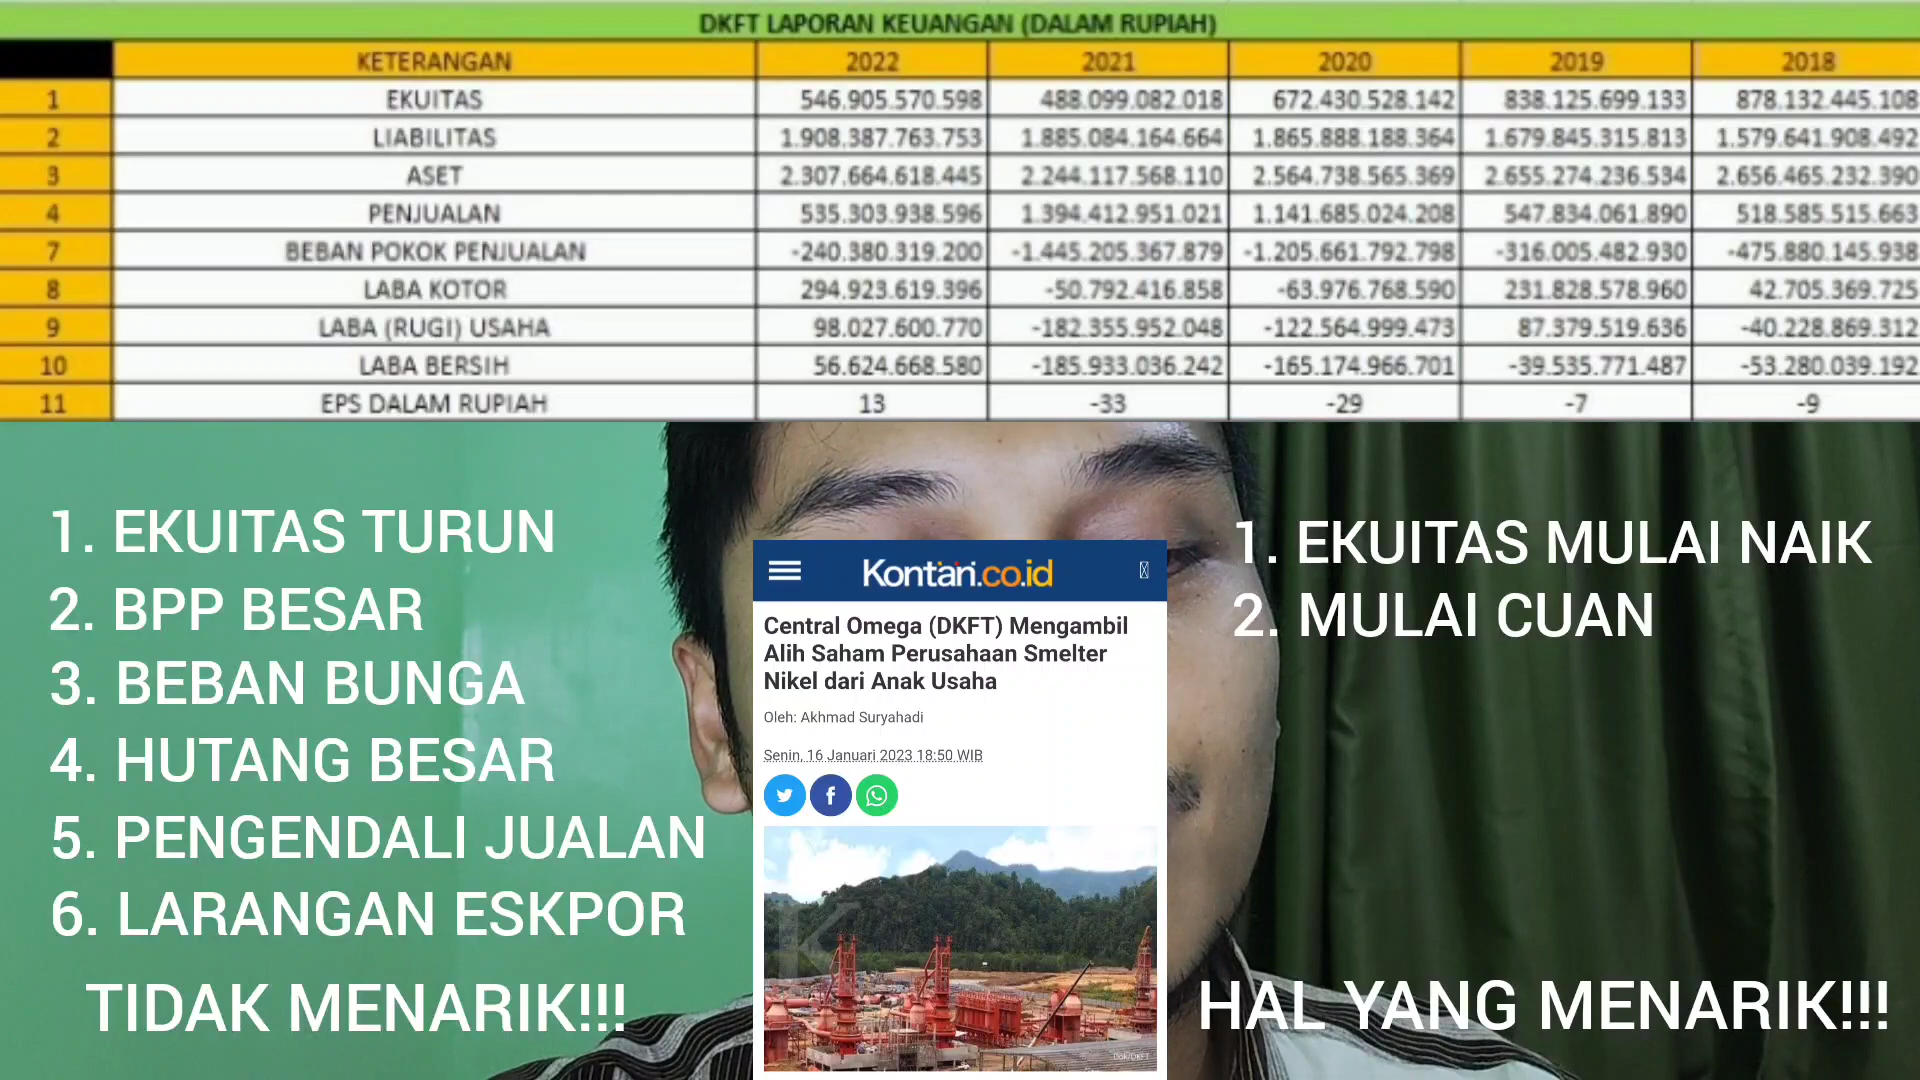 DKFT LAPORAN KEUANGAN (DALAM RUPIAH)
KETERANGAN 2022 2021 2020 2019 2018
1 EKUITAS 546.905.570.598 488.099.082.018 672.430.528.142 838.125.699.133 878.132.445.108
2 LIABILITAS 1.908.387.763.753 1.885.084.164.664 1.865.888.188.364 1.679.845.315.813 1.579.641.908.492
3 ASET 2.307.664.618.445 2.244.117.568.110 2.564.738.565.369 2.655.274.236.534 2.656.465.232.390
4 PENJUALAN 535.303.938.596 1.394.412.951.021 1.141.685.024.208 547.834.061.890 518.585.515.663
7 BEBAN POKOK PENJUALAN -240.380.319.200 -1.445.205.367.879 -1.205.661.792.798 -316.005.482.930 -475.880.145.938
8 LABA KOTOR 294.923.619.396 -50.792.416.858 -63.976.768.590 231.828.578.960 42.705.369.725
9 LABA (RUGI) USAHA 98.027.600.770 -182.355.952.048 -122.564.999.473 87.379.519.636 -40.228.869.312
10 LABA BERSIH 56.624.668.580 -185.933.036.242 -165.174.966.701 -39.535.771.487 -53.280.039.192
11 EPS DALAM RUPIAH 13 -33 -29 -7 -9
1. EKUITAS TURUN
2. BPP BESAR
3. BEBAN BUNGA
4. HUTANG BESAR
5. PENGENDALI JUALAN
6. LARANGAN ESKPOR
TIDAK MENARIK!!!
Kontan.co.id
Central Omega (DKFT) Mengambil
Alih Saham Perusahaan Smelter
Nikel dari Anak Usaha
Oleh: Akhmad Suryahadi
Senin, 16 Januari 2023 18:50 WIB
Dok/DKFT
1. EKUITAS MULAI NAIK
2. MULAI CUAN
HAL YANG MENARIK!!!